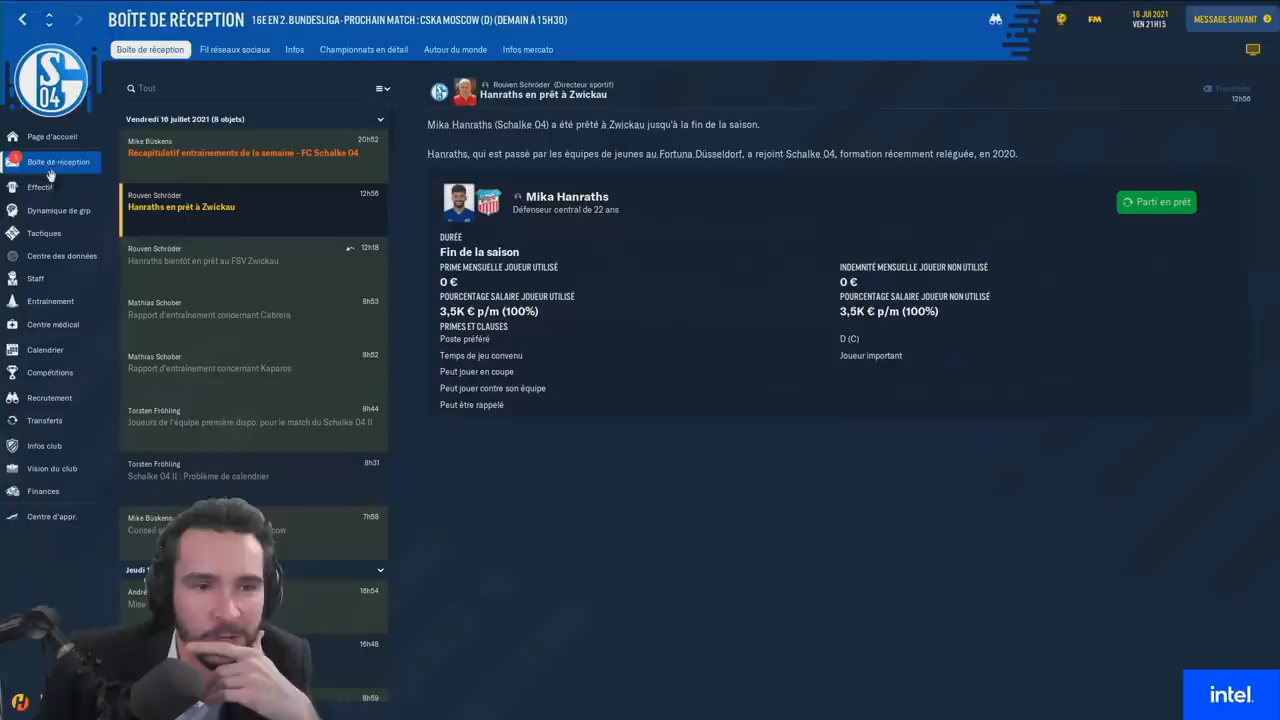 BOÎTE DE RÉCEPTION
16E EN 2. BUNDESLIGA - PROCHAIN MATCH : CSKA MOSCOW (D) (DEMAIN À 15H30)
FM
16 JUI 2021
VEN 21H15
MESSAGE SUIVANT
Boîte de réception
Fil réseaux sociaux
Infos
Championnats en détail
Autour du monde
Infos mercato
S
04
Page d'accueil
1
Boîte de réception
Effectif
Dynamique de grp.
Tactiques
Centre des données
Staff
Entraînement
Centre médical
Calendrier
Compétitions
Recrutement
Transferts
Infos club
Vision du club
Finances
Centre d'appr.
Tout
Vendredi 16 juillet 2021 (8 objets)
Mike Büskens
20h52
Récapitulatif entraînements de la semaine - FC Schalke 04
Rouven Schröder
12h56
Hanraths en prêt à Zwickau
Rouven Schröder
12h18
Hanraths bientôt en prêt au FSV Zwickau
Mathias Schober
8h53
Rapport d'entraînement concernant Cabrera
Mathias Schober
8h52
Rapport d'entraînement concernant Kaparos
Torsten Fröhling
8h44
Joueurs de l'équipe première dispo. pour le match du Schalke 04 II
Torsten Fröhling
8h31
Schalke 04 II : Problème de calendrier
Mike Büskens
7h58
Conseil
Jeudi
16h54
André
Mise
16h48
8h59
Rouven Schröder (Directeur sportif)
Hanraths en prêt à Zwickau
Transferts
12h56
Mika Hanraths (Schalke 04) a été prêté à Zwickau jusqu'à la fin de la saison.
Hanraths, qui est passé par les équipes de jeunes au Fortuna Düsseldorf, a rejoint Schalke 04, formation récemment reléguée, en 2020.
Mika Hanraths
Défenseur central de 22 ans
Parti en prêt
DURÉE
Fin de la saison
PRIME MENSUELLE JOUEUR UTILISÉ
INDEMNITÉ MENSUELLE JOUEUR NON UTILISÉ
0 €
0 €
POURCENTAGE SALAIRE JOUEUR UTILISÉ
POURCENTAGE SALAIRE JOUEUR NON UTILISÉ
3,5K € p/m (100%)
3,5K € p/m (100%)
PRIMES ET CLAUSES
Poste préféré
D (C)
Temps de jeu convenu
Joueur important
Peut jouer en coupe
Peut jouer contre son équipe
Peut être rappelé
intel.